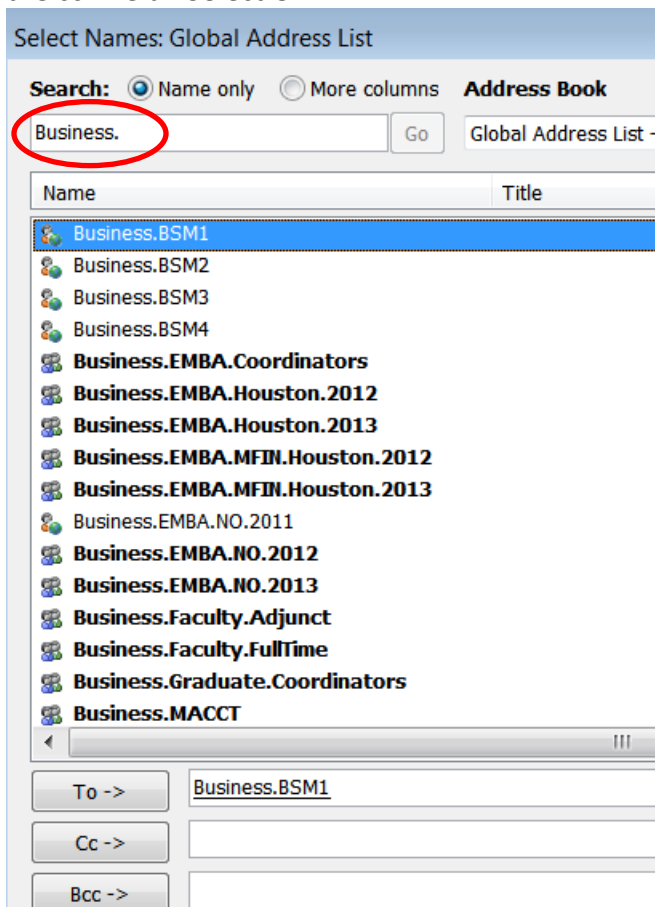 Select Names: Global Address List
Search: Name only More columns Address Book
Business. Go Global Address List -
Name Title
Business.BSM1
Business.BSM2
Business.BSM3
Business.BSM4
Business.EMBA.Coordinators
Business.EMBA.Houston.2012
Business.EMBA.Houston.2013
Business.EMBA.MFIN.Houston.2012
Business.EMBA.MFIN.Houston.2013
Business.EMBA.NO.2011
Business.EMBA.NO.2012
Business.EMBA.NO.2013
Business.Faculty.Adjunct
Business.Faculty.FullTime
Business.Graduate.Coordinators
Business.MACCT
To -> Business.BSM1
Cc ->
Bcc ->